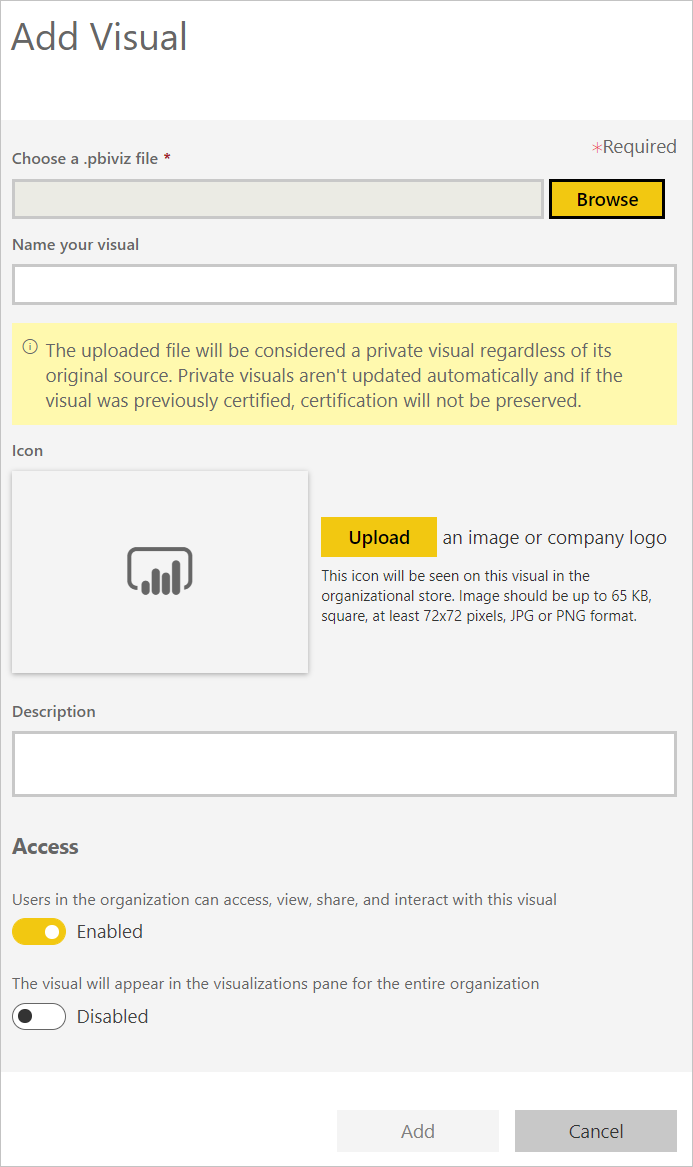 Add Visual
*Required
Choose a .pbiviz file *
Browse
Name your visual
The uploaded file will be considered a private visual regardless of its
original source. Private visuals aren't updated automatically and if the
visual was previously certified, certification will not be preserved.
Icon
Upload an image or company logo
This icon will be seen on this visual in the
organizational store. Image should be up to 65 KB,
square, at least 72x72 pixels, JPG or PNG format.
Description
Access
Users in the organization can access, view, share, and interact with this visual
Enabled
The visual will appear in the visualizations pane for the entire organization
Disabled
Add Cancel